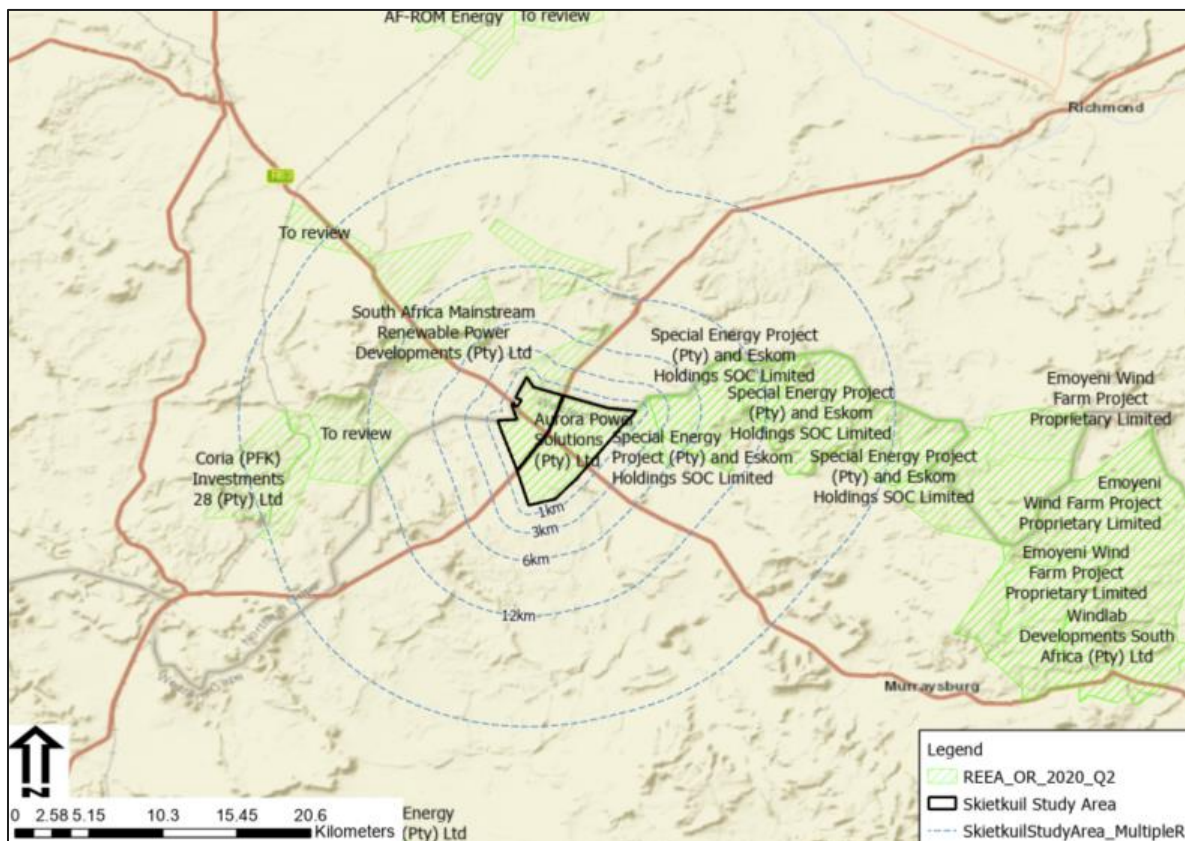 AF-ROM Energy
To review
Richmond
To review
South Africa Mainstream
Renewable Power
Developments (Pty) Ltd
Special Energy Project
(Pty) and Eskom
Holdings SOC Limited
Special Energy Project
(Pty) and Eskom
Holdings SOC Limited
Emoyeni Wind
Farm Project
Proprietary Limited
To review
Aurora Power
Solutions
(Pty) Ltd
Special Energy
Project (Pty) and Eskom
Holdings SOC Limited
Special Energy Project
(Pty) and Eskom
Holdings SOC Limited
Coria (PFK)
Investments
28 (Pty) Ltd
Emoyeni
Wind Farm Project
Proprietary Limited
1km
3km
6km
12km
Emoyeni Wind
Farm Project
Proprietary Limited
Windlab
Developments South
Africa (Pty) Ltd
Murraysburg
N
0 2.58 5.15 10.3 15.45 20.6
Kilometers
Energy
(Pty) Ltd
Legend
REEA_OR_2020_Q2
Skietkuil Study Area
SkietkuilStudyArea_MultipleR